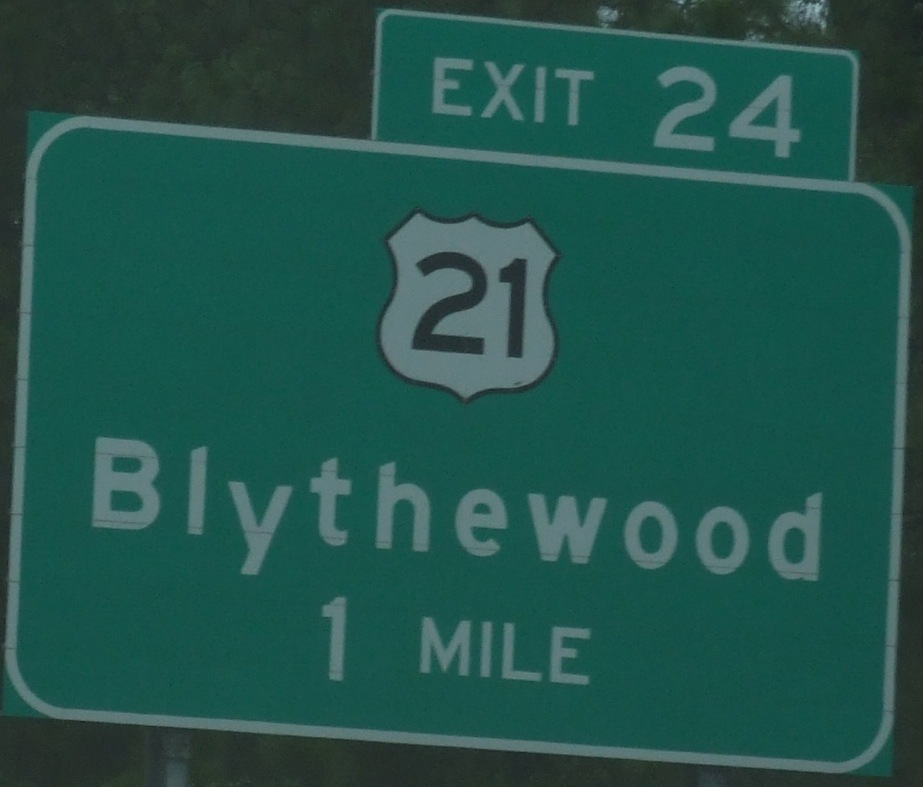 EXIT 24
21
Blythewood
1 MILE